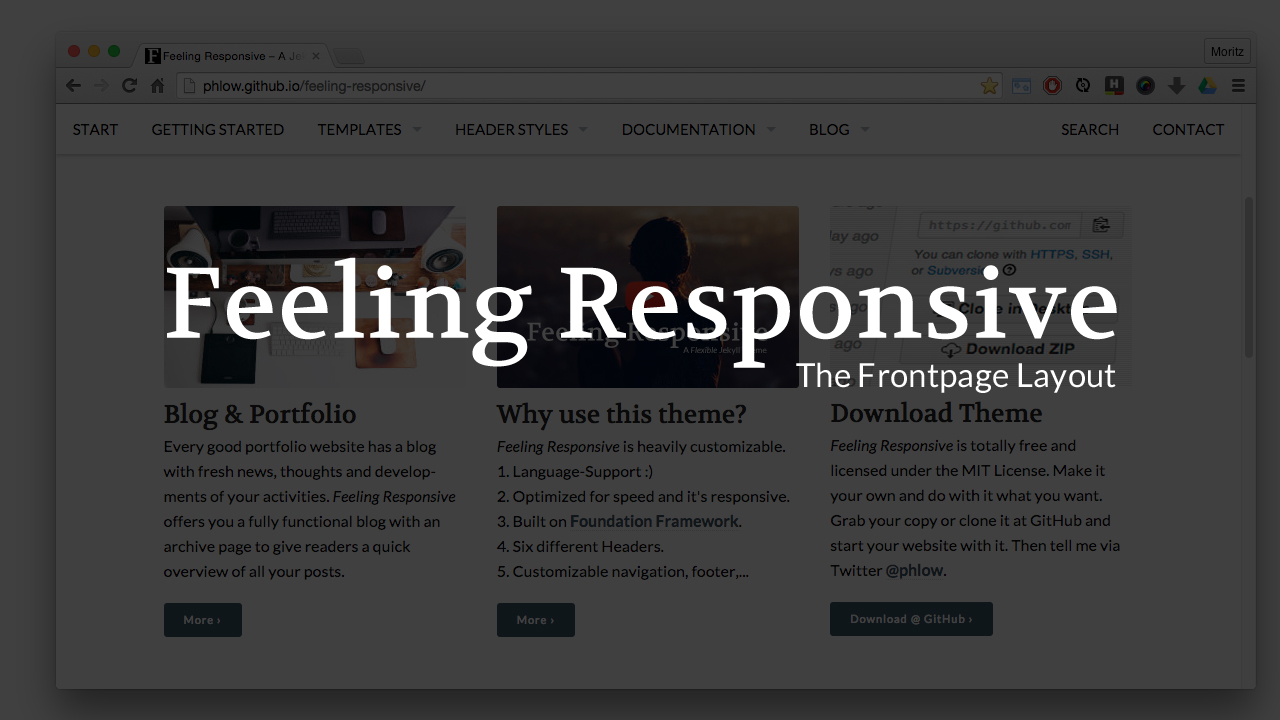 Feeling Responsive – A Je
Moritz
phlow.github.io/feeling-responsive/
START GETTING STARTED TEMPLATES HEADER STYLES DOCUMENTATION BLOG SEARCH CONTACT
https://github.com
ay ago
You can clone with HTTPS, SSH,
s ago
or Subversi
Feeling Responsive
The Frontpage Layout
Feeling Responsive
A Flexible Jekyll Theme
Clone in Deskt
ago
Download ZIP
Blog & Portfolio
Every good portfolio website has a blog
with fresh news, thoughts and develop-
ments of your activities. Feeling Responsive
offers you a fully functional blog with an
archive page to give readers a quick
overview of all your posts.
More ›
Why use this theme?
Feeling Responsive is heavily customizable.
1. Language-Support :)
2. Optimized for speed and it's responsive.
3. Built on Foundation Framework.
4. Six different Headers.
5. Customizable navigation, footer,...
More ›
Download Theme
Feeling Responsive is totally free and
licensed under the MIT License. Make it
your own and do with it what you want.
Grab your copy or clone it at GitHub and
start your website with it. Then tell me via
Twitter @phlow.
Download @ GitHub ›